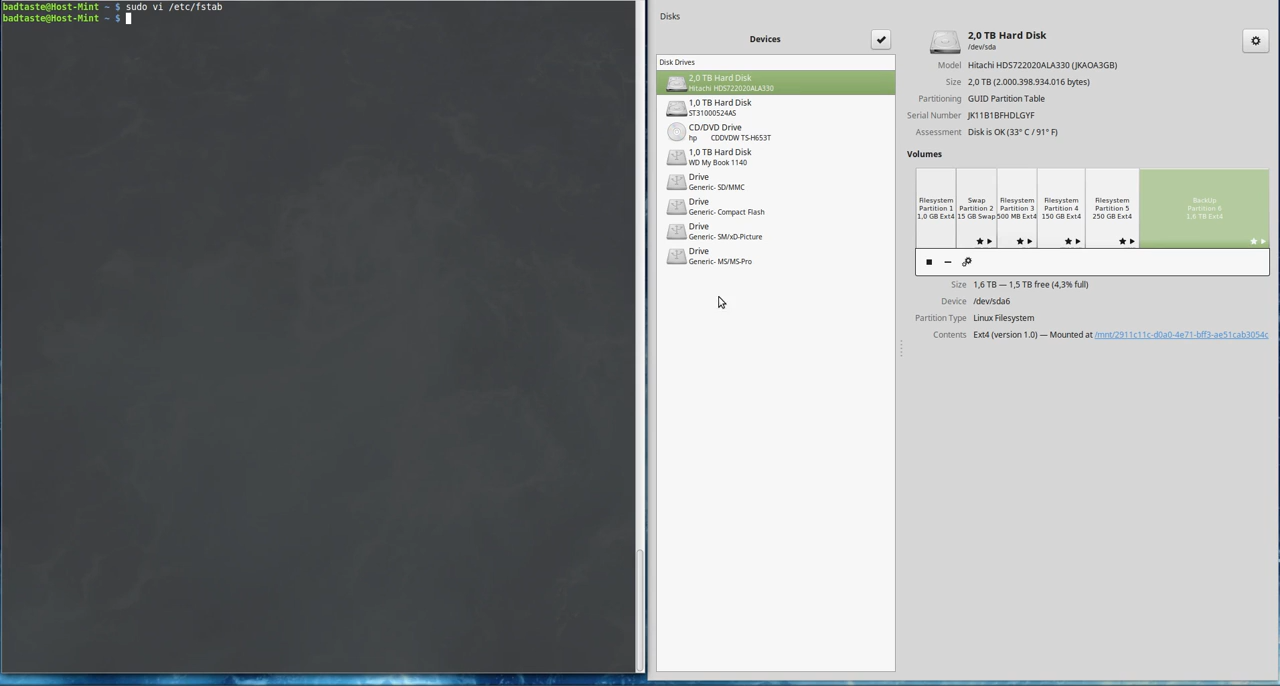 badtaste@Host-Mint ~ $ sudo vi /etc/fstab
badtaste@Host-Mint ~ $
Disks
Devices
Disk Drives
2,0 TB Hard Disk
Hitachi HDS722020ALA330
1,0 TB Hard Disk
ST31000524AS
CD/DVD Drive
hp CDDVDW TS-H653T
1,0 TB Hard Disk
WD My Book 1140
Drive
Generic- SD/MMC
Drive
Generic- Compact Flash
Drive
Generic- SM/xD-Picture
Drive
Generic- MS/MS-Pro
2,0 TB Hard Disk
/dev/sda
Model Hitachi HDS722020ALA330 (JKAOA3GB)
Size 2,0 TB (2.000.398.934.016 bytes)
Partitioning GUID Partition Table
Serial Number JK11B1BFHDLGYF
Assessment Disk is OK (33° C / 91° F)
Volumes
Filesystem
Partition 1
1,0 GB Ext4
Swap
Partition 2
15 GB Swap
Filesystem
Partition 3
500 MB Ext4
Filesystem
Partition 4
150 GB Ext4
Filesystem
Partition 5
250 GB Ext4
BackUp
Partition 6
1,6 TB Ext4
Size 1,6 TB — 1,5 TB free (4,3% full)
Device /dev/sda6
Partition Type Linux Filesystem
Contents Ext4 (version 1.0) — Mounted at /mnt/2911c11c-d0a0-4e71-bff3-ae51cab3054c